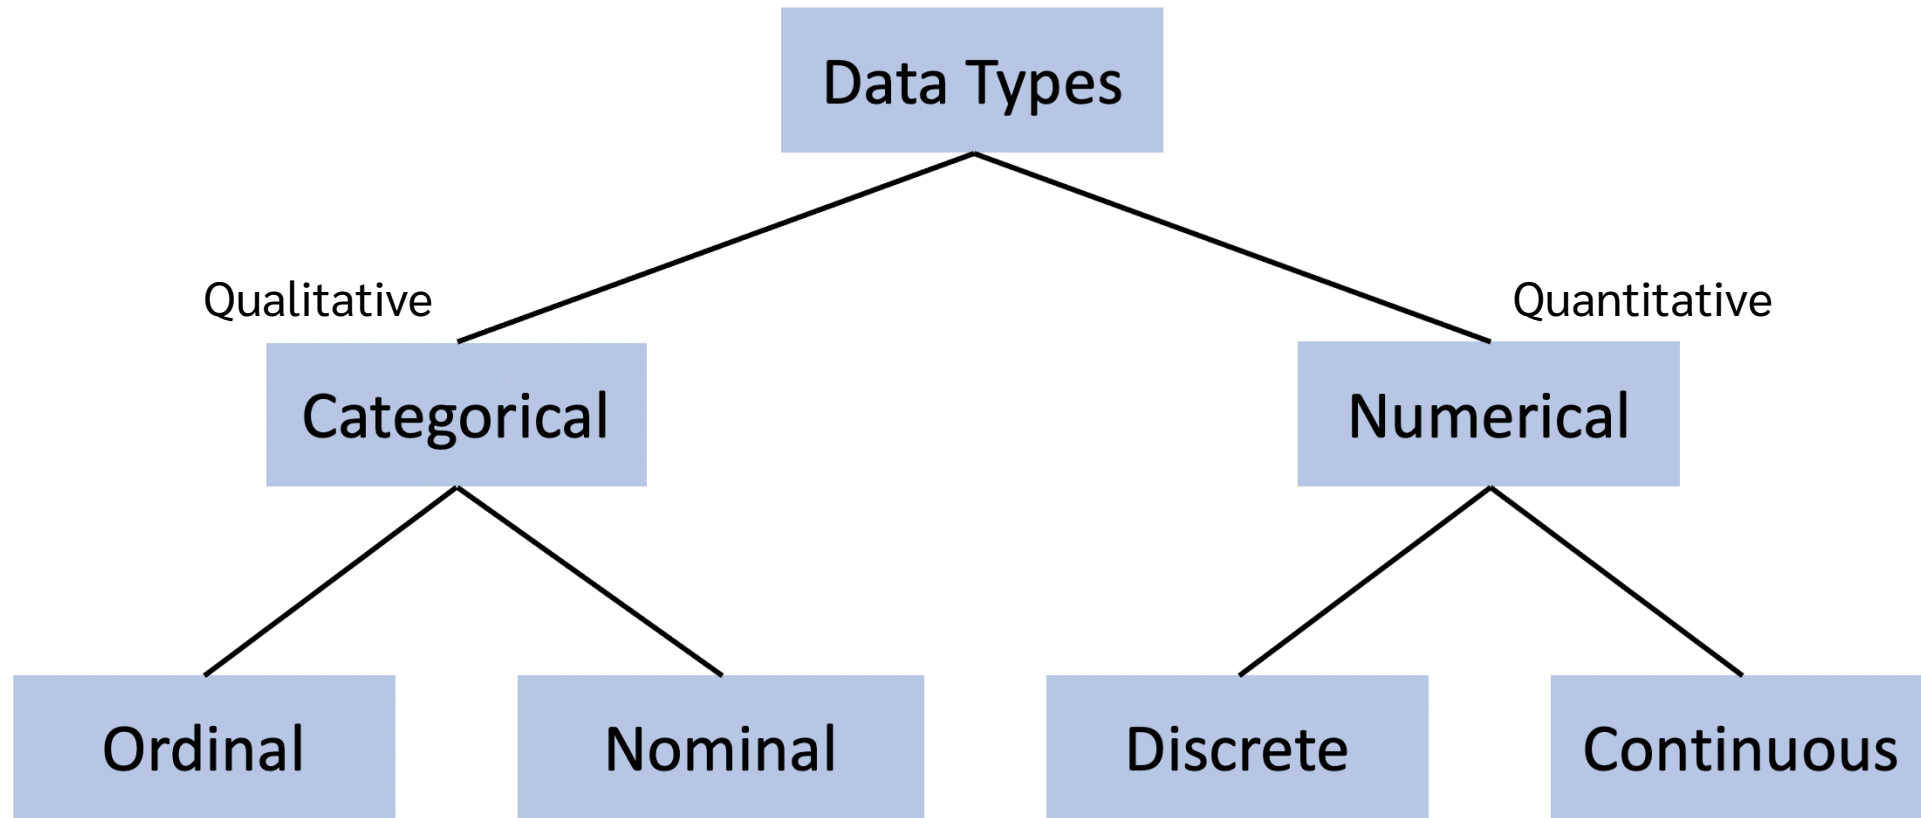 Data Types
Qualitative
Quantitative
Categorical
Numerical
Ordinal
Nominal
Discrete
Continuous